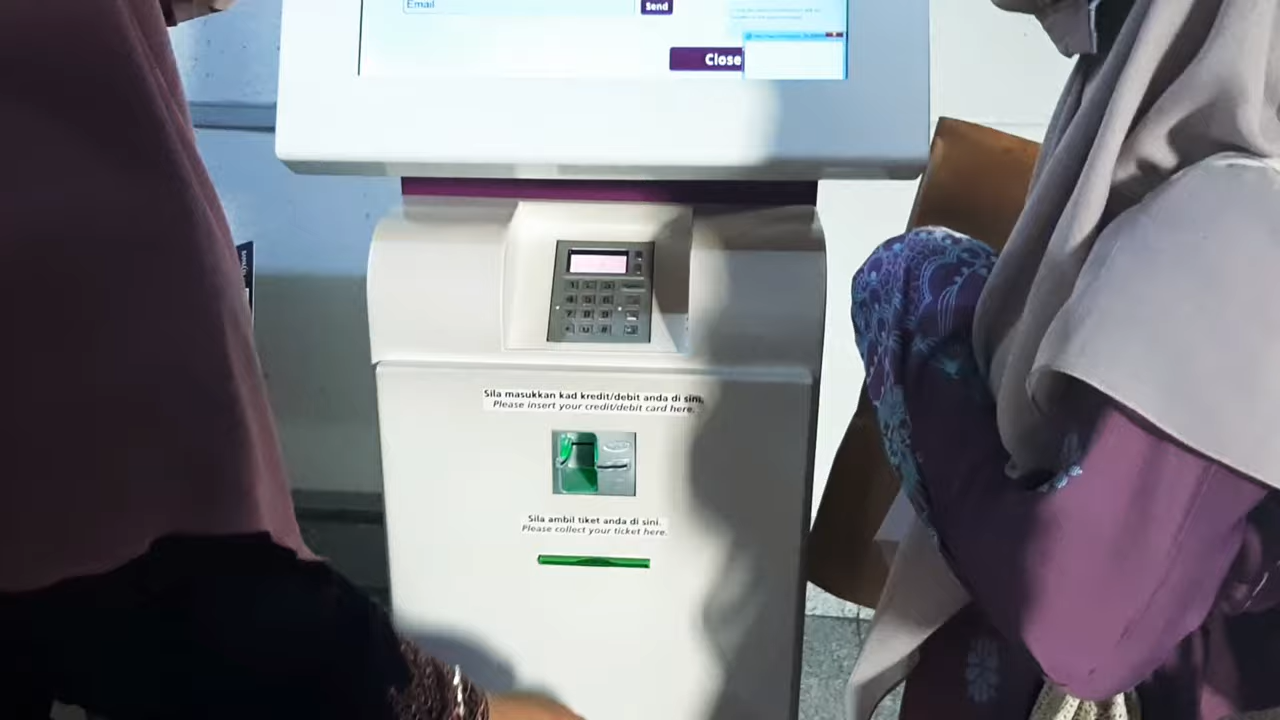 Email
Send
Close
Sila masukkan kad kredit/debit anda di sini,
Please insert your credit/debit card here.
Sila ambil tiket anda di sini.
Please collect your ticket here.